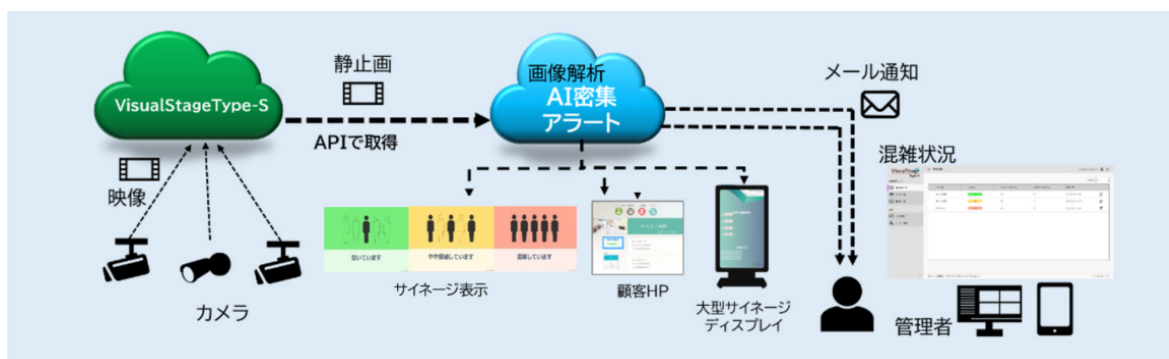 VisualStageType-S
映像
カメラ
静止画
APIで取得
画像解析
AI密集
アラート
空いています
やや混雑しています
混雑しています
サイネージ表示
顧客HP
大型サイネージ
ディスプレイ
メール通知
混雑状況
管理者